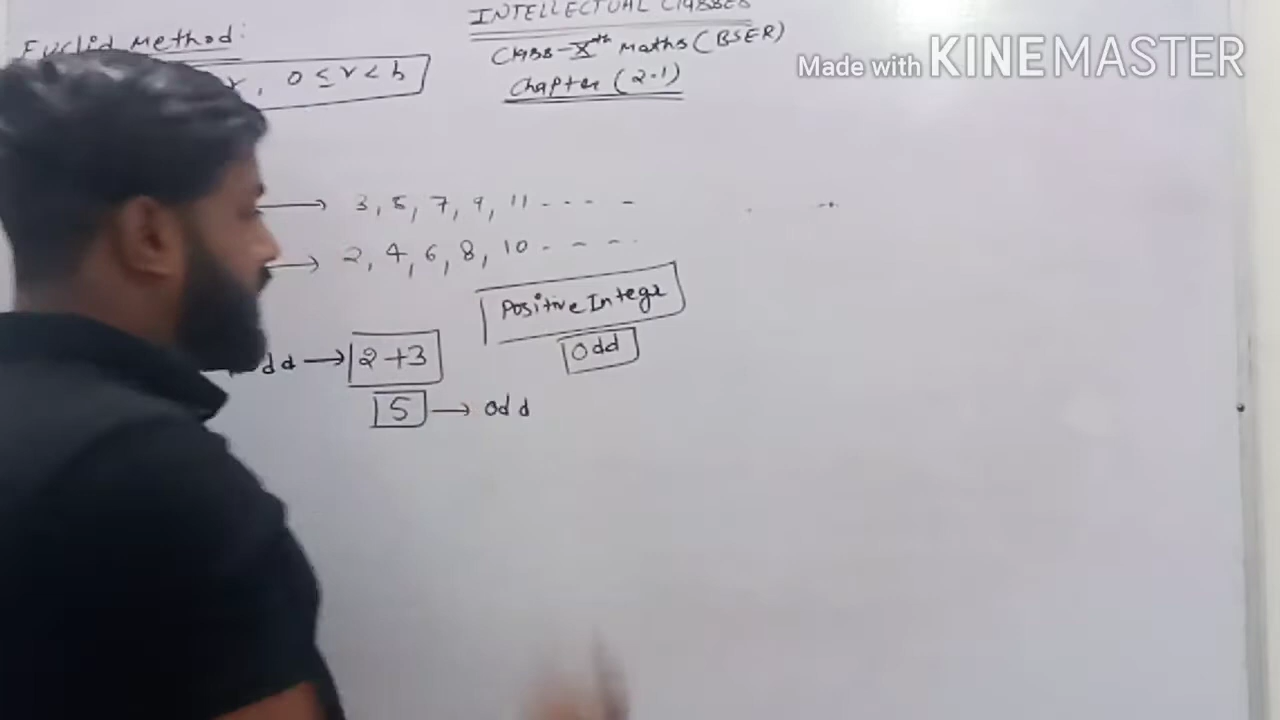 INTELLECTUAL CLASSES
Class-Xth Maths (BSER)
Chapter (2.1)
Made with KINEMASTER
Euclid Method:
r, 0 ≤ r < b
→ 3, 5, 7, 9, 11 - - - -
→ 2, 4, 6, 8, 10 - - - -
Positive Integr
Odd
dd → 2+3
5 → odd